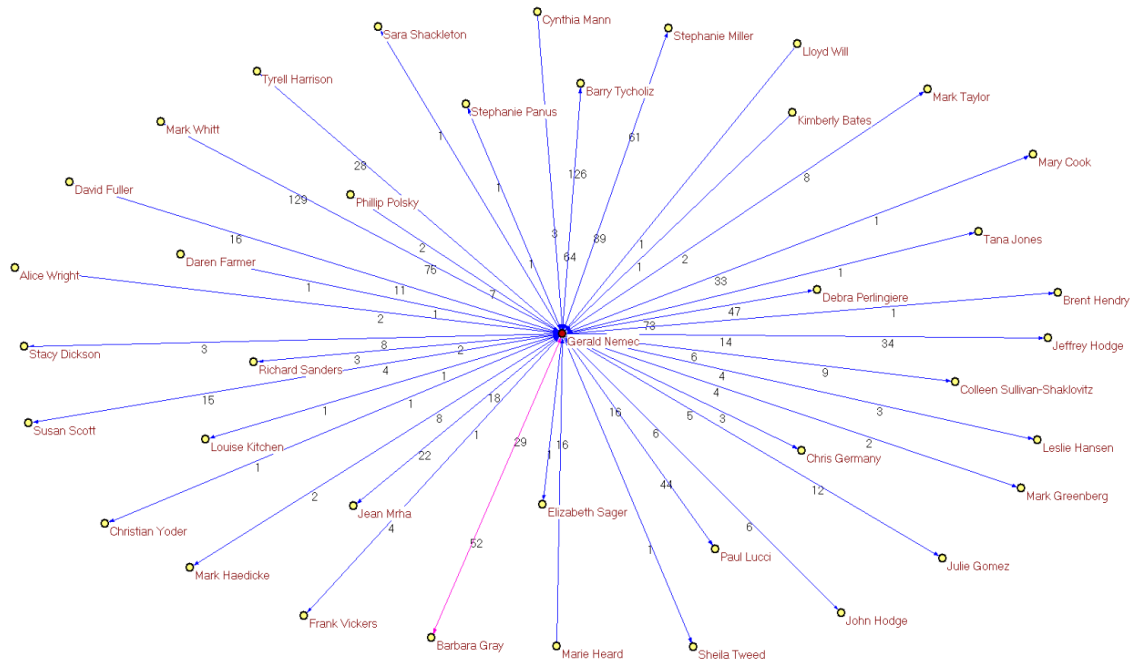 Cynthia Mann
Sara Shackleton
Stephanie Miller
Lloyd Will
Tyrell Harrison
Barry Tycholiz
Mark Taylor
Stephanie Panus
Kimberly Bates
Mark Whitt
1
61
Mary Cook
28
126
8
David Fuller
1
129
Phillip Polsky
1
16
3
89
1
Tana Jones
2
64
2
Daren Farmer
75
1
1
1
Alice Wright
33
1
11
7
Debra Perlingiere
Brent Hendry
1
47
1
2
73
Stacy Dickson
3
8
Gerald Nemec
14
34
Jeffrey Hodge
2
3
6
Richard Sanders
4
9
1
4
Colleen Sullivan-Shaklovitz
4
15
1
18
16
5
3
3
Susan Scott
1
8
6
Louise Kitchen
1
29
16
2
Leslie Hansen
22
1
Chris Germany
1
44
12
Mark Greenberg
2
Jean Mrha
Elizabeth Sager
Christian Yoder
4
52
1
6
Paul Lucci
Julie Gomez
Mark Haedicke
Frank Vickers
John Hodge
Barbara Gray
Marie Heard
Sheila Tweed